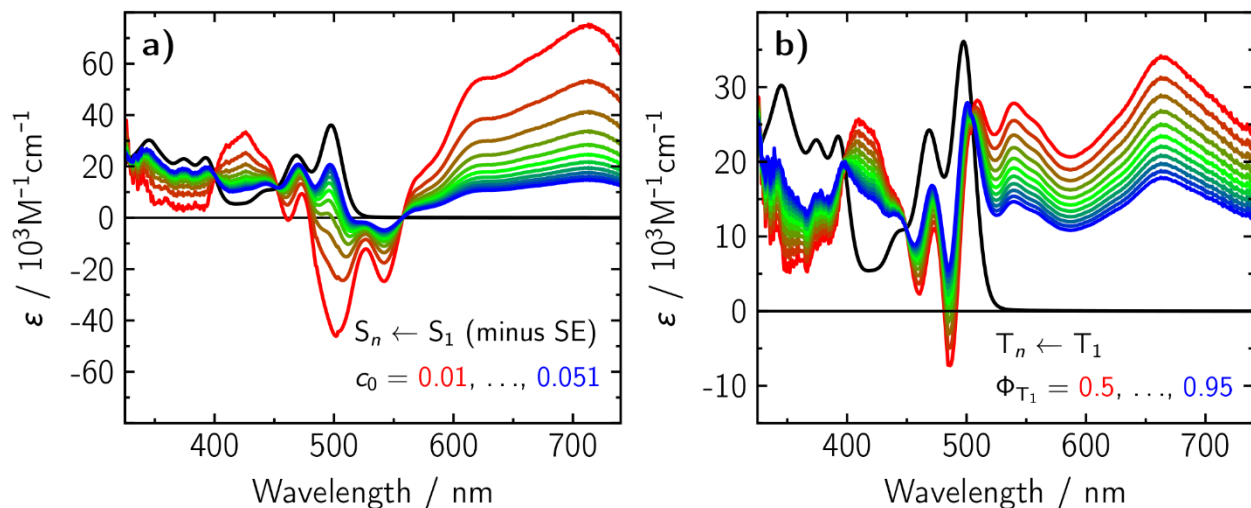 a)
60
40
20
0
-20
-40
-60
ε / 10³M⁻¹cm⁻¹
Sₙ ← S₁ (minus SE)
c₀ = 0.01, ..., 0.051
400 500 600 700
Wavelength / nm
b)
30
20
10
0
-10
ε / 10³M⁻¹cm⁻¹
Tₙ ← T₁
Φ_T₁ = 0.5, ..., 0.95
400 500 600 700
Wavelength / nm